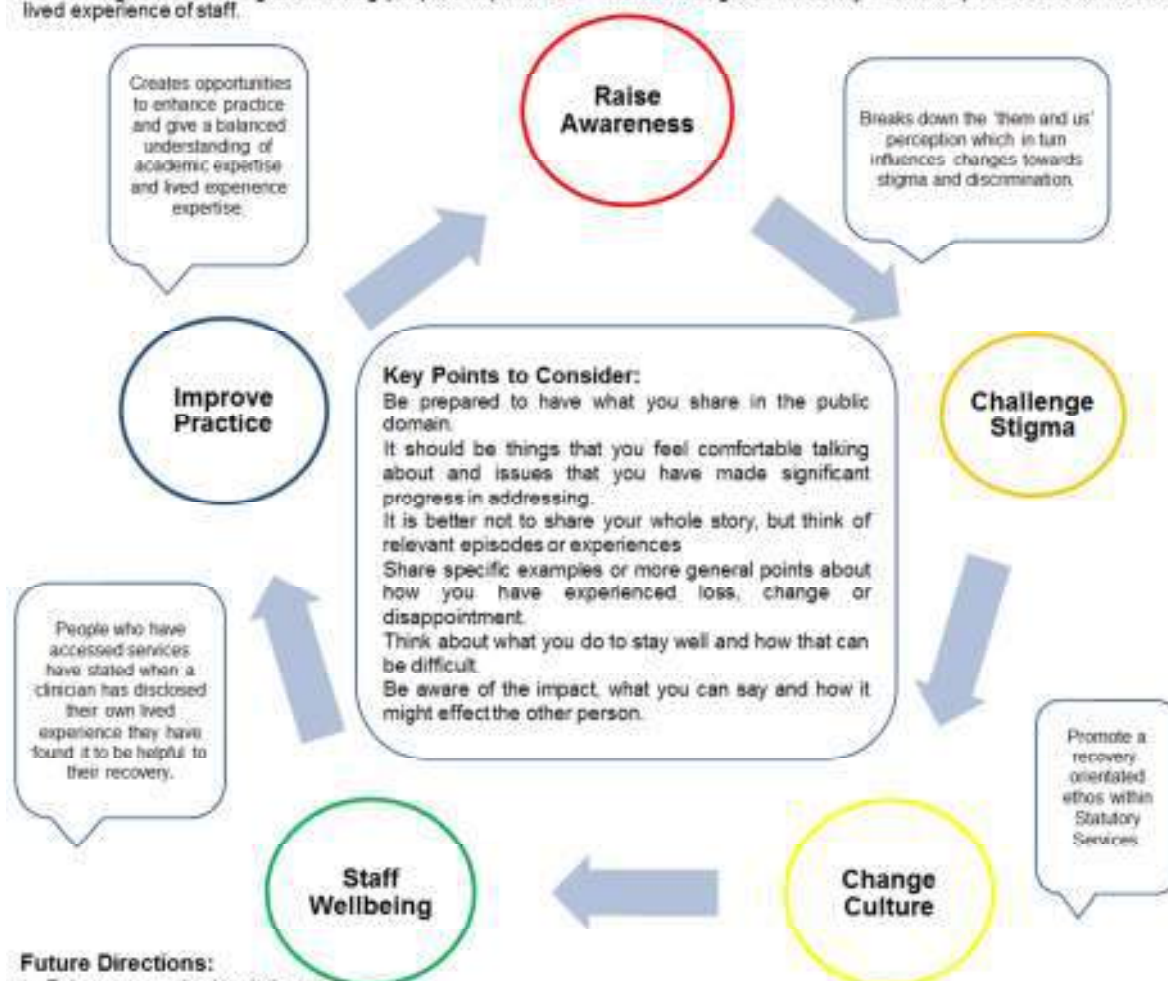 lived experience of staff.
Raise
Awareness
Creates opportunities
to enhance practice
and give a balanced
understanding of
academic expertise
and lived experience
expertise.
Breaks down the 'them and us'
perception which in turn
influences changes towards
stigma and discrimination.
Improve
Practice
Key Points to Consider:
Be prepared to have what you share in the public
domain.
It should be things that you feel comfortable talking
about and issues that you have made significant
progress in addressing.
It is better not to share your whole story, but think of
relevant episodes or experiences
Share specific examples or more general points about
how you have experienced loss, change or
disappointment.
Think about what you do to stay well and how that can
be difficult.
Be aware of the impact, what you can say and how it
might effect the other person.
Challenge
Stigma
People who have
accessed services
have stated when a
clinician has disclosed
their own lived
experience they have
found it to be helpful to
their recovery.
Promote a
recovery
orientated
ethos within
Statutory
Services
Staff
Wellbeing
Change
Culture
Future Directions: